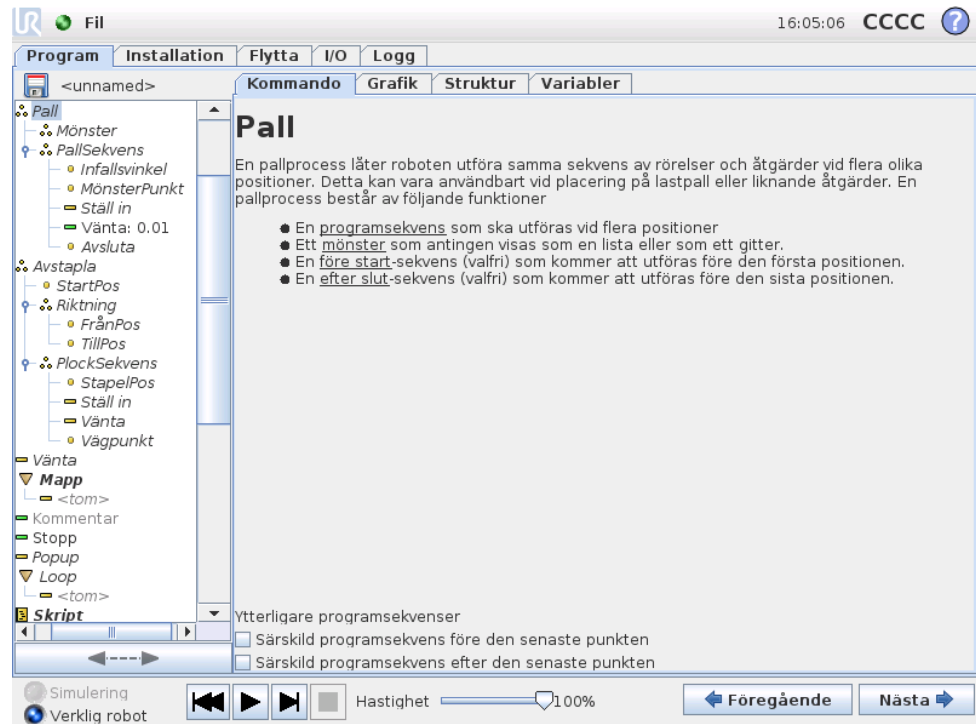 UR
Fil
16:05:06 CCCC ?
Program Installation Flytta I/O Logg
<unnamed>
Kommando Grafik Struktur Variabler
Pall
Mönster
PallSekvens
Infallsvinkel
MönsterPunkt
Ställ in
Vänta: 0.01
Avsluta
Avstapla
StartPos
Riktning
FrånPos
TillPos
PlockSekvens
StapelPos
Ställ in
Vänta
Vägpunkt
Vänta
Mapp
<tom>
Kommentar
Stopp
Popup
Loop
<tom>
Skript
Pall
En pallprocess låter roboten utföra samma sekvens av rörelser och åtgärder vid flera olika
positioner. Detta kan vara användbart vid placering på lastpall eller liknande åtgärder. En
pallprocess består av följande funktioner
En programsekvens som ska utföras vid flera positioner
Ett mönster som antingen visas som en lista eller som ett gitter.
En före start-sekvens (valfri) som kommer att utföras före den första positionen.
En efter slut-sekvens (valfri) som kommer att utföras före den sista positionen.
Ytterligare programsekvenser
Särskild programsekvens före den senaste punkten
Särskild programsekvens efter den senaste punkten
Simulering
Verklig robot
Hastighet 100%
Föregående
Nästa